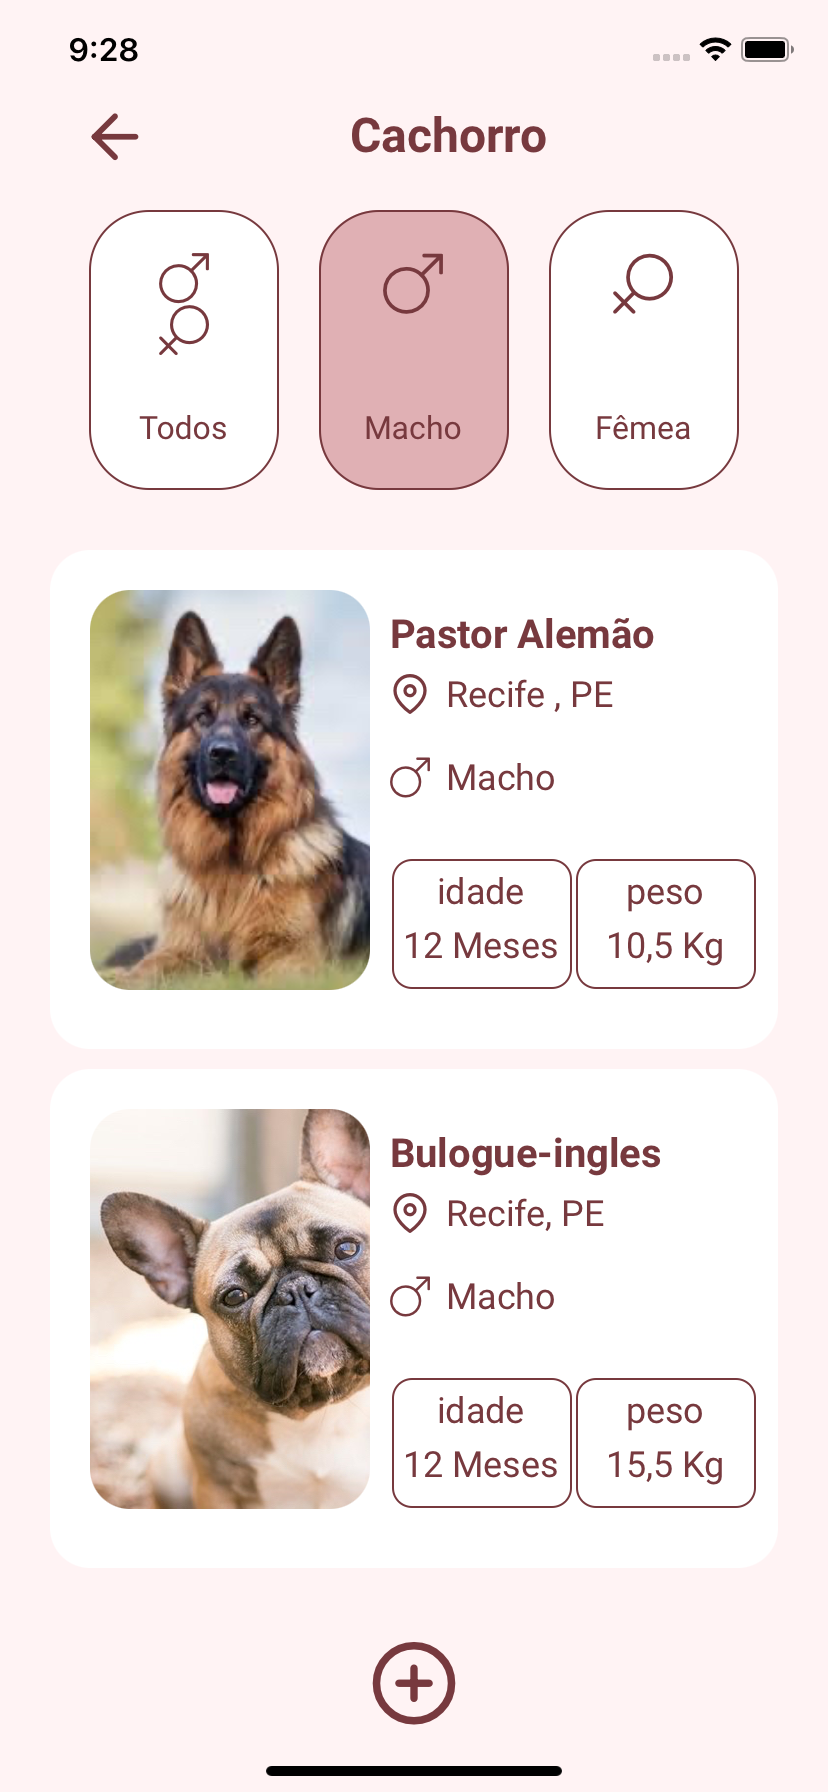 9:28
Cachorro
Todos
Macho
Fêmea
Pastor Alemão
Recife , PE
Macho
idade
peso
12 Meses
10,5 Kg
Bulogue-ingles
Recife, PE
Macho
idade
peso
12 Meses
15,5 Kg